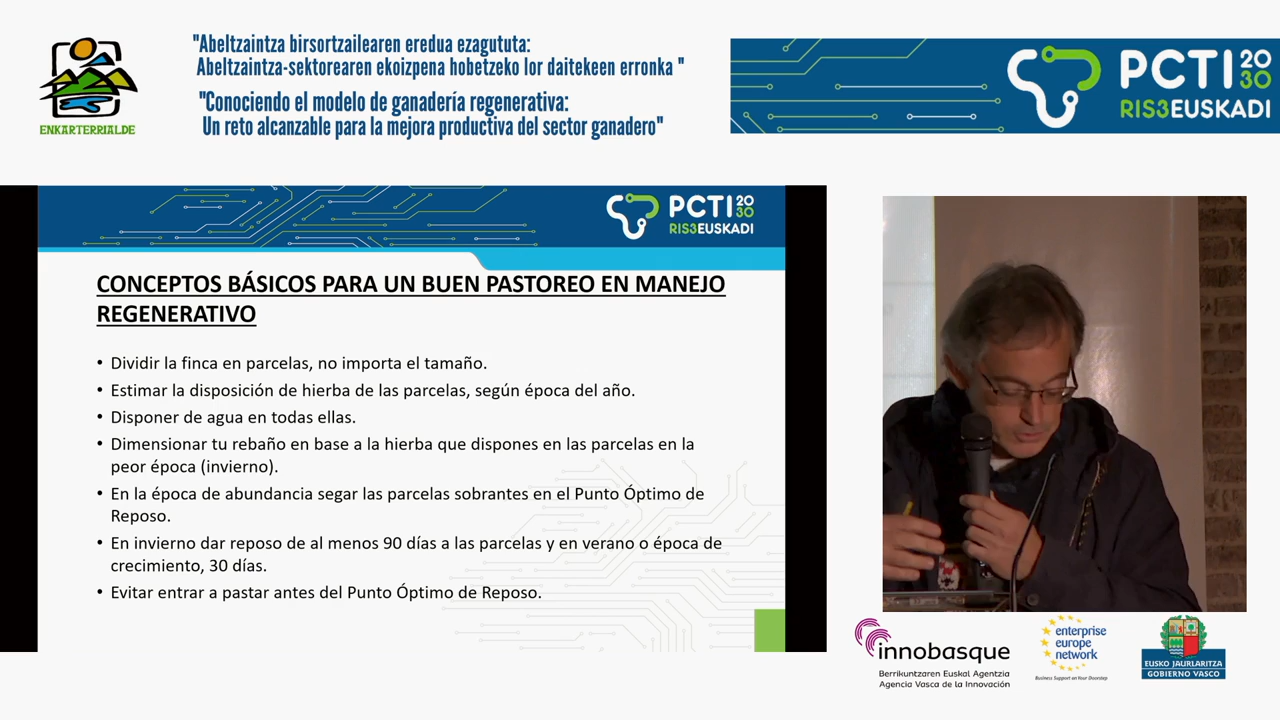 "Abeltzaintza birsortzailearen eredua ezagututa:
Abeltzaintza-sektorearen ekoizpena hobetzeko lor daitekeen erronka "
"Conociendo el modelo de ganadería regenerativa:
Un reto alcanzable para la mejora productiva del sector ganadero"
ENKARTERRIALDE
PCTI 2030
RIS3EUSKADI
PCTI 2030
RIS3EUSKADI
CONCEPTOS BÁSICOS PARA UN BUEN PASTOREO EN MANEJO
REGENERATIVO
• Dividir la finca en parcelas, no importa el tamaño.
• Estimar la disposición de hierba de las parcelas, según época del año.
• Disponer de agua en todas ellas.
• Dimensionar tu rebaño en base a la hierba que dispones en las parcelas en la
peor época (invierno).
• En la época de abundancia segar las parcelas sobrantes en el Punto Óptimo de
Reposo.
• En invierno dar reposo de al menos 90 días a las parcelas y en verano o época de
crecimiento, 30 días.
• Evitar entrar a pastar antes del Punto Óptimo de Reposo.
innobasque
Berrikuntzaren Euskal Agentzia
Agencia Vasca de la Innovación
enterprise
europe
network
Business Support on Your Doorstep
EUSKO JAURLARITZA
GOBIERNO VASCO